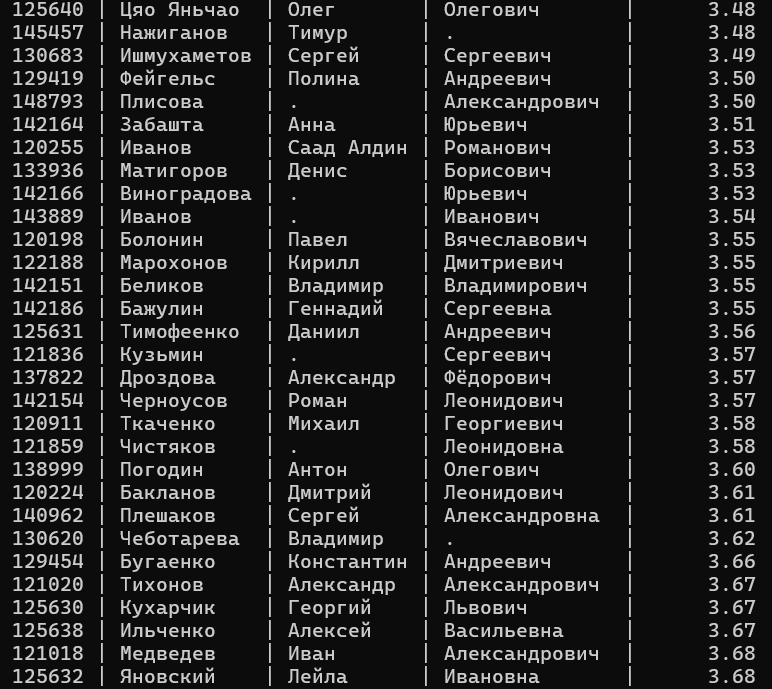 125640 | Цяо Яньчао | Олег | Олегович | 3.48
145457 | Нажиганов | Тимур | . | 3.48
130683 | Ишмухаметов | Сергей | Сергеевич | 3.49
129419 | Фейгельс | Полина | Андреевич | 3.50
148793 | Плисова | . | Александрович | 3.50
142164 | Забашта | Анна | Юрьевич | 3.51
120255 | Иванов | Саад Алдин | Романович | 3.53
133936 | Матигоров | Денис | Борисович | 3.53
142166 | Виноградова | . | Юрьевич | 3.53
143889 | Иванов | . | Иванович | 3.54
120198 | Болонин | Павел | Вячеславович | 3.55
122188 | Марохонов | Кирилл | Дмитриевич | 3.55
142151 | Беликов | Владимир | Владимирович | 3.55
142186 | Бажулин | Геннадий | Сергеевна | 3.55
125631 | Тимофеенко | Даниил | Андреевич | 3.56
121836 | Кузьмин | . | Сергеевич | 3.57
137822 | Дроздова | Александр | Фёдорович | 3.57
142154 | Черноусов | Роман | Леонидович | 3.57
120911 | Ткаченко | Михаил | Георгиевич | 3.58
121859 | Чистяков | . | Леонидовна | 3.58
138999 | Погодин | Антон | Олегович | 3.60
120224 | Бакланов | Дмитрий | Леонидович | 3.61
140962 | Плешаков | Сергей | Александровна | 3.61
130620 | Чеботарева | Владимир | . | 3.62
129454 | Бугаенко | Константин | Андреевич | 3.66
121020 | Тихонов | Александр | Александрович | 3.67
125630 | Кухарчик | Георгий | Львович | 3.67
125638 | Ильченко | Алексей | Васильевна | 3.67
121018 | Медведев | Иван | Александрович | 3.68
125632 | Яновский | Лейла | Ивановна | 3.68